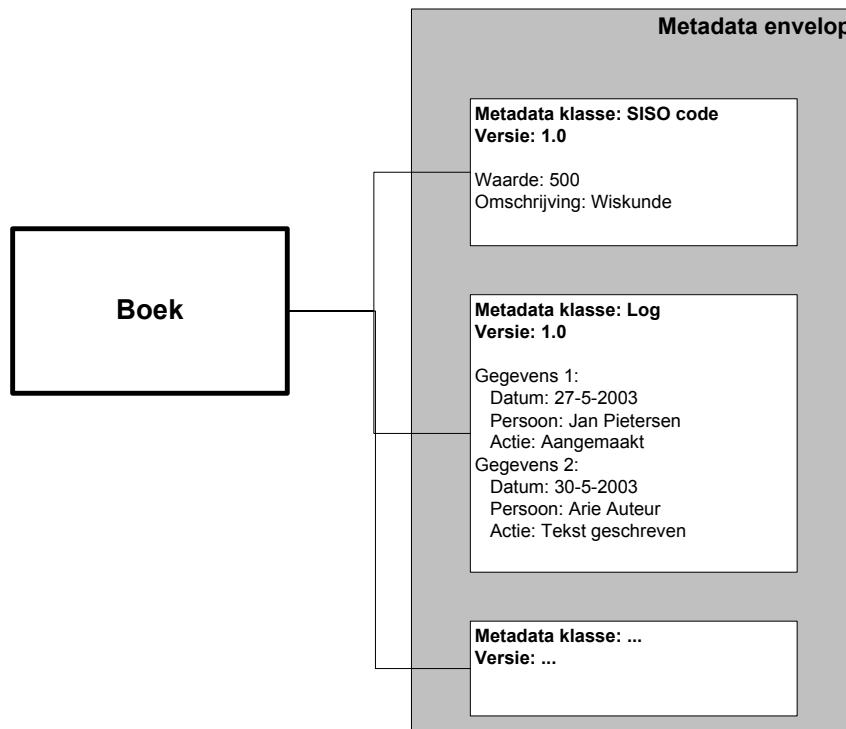 Metadata envelop
Metadata klasse: SISO code
Versie: 1.0
Waarde: 500
Omschrijving: Wiskunde
Boek
Metadata klasse: Log
Versie: 1.0
Gegevens 1:
Datum: 27-5-2003
Persoon: Jan Pietersen
Actie: Aangemaakt
Gegevens 2:
Datum: 30-5-2003
Persoon: Arie Auteur
Actie: Tekst geschreven
Metadata klasse: ...
Versie: ...